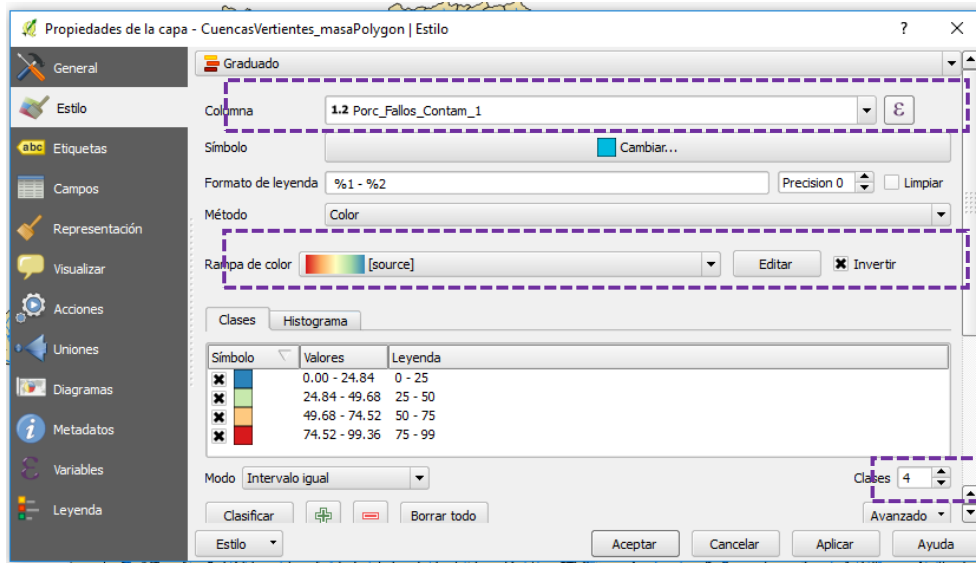 Propiedades de la capa - CuencasVertientes_masaPolygon | Estilo ? ×
General
Estilo
abc Etiquetas
Campos
Representación
Visualizar
Acciones
Uniones
Diagramas
Metadatos
Variables
Leyenda
Graduado
Columna 1.2 Porc_Fallos_Contam_1 ε
Símbolo Cambiar...
Formato de leyenda %1 - %2 Precision 0 Limpiar
Método Color
Rampa de color [source] Editar Invertir
Clases Histograma
Símbolo Valores Leyenda
0.00 - 24.84 0 - 25
24.84 - 49.68 25 - 50
49.68 - 74.52 50 - 75
74.52 - 99.36 75 - 99
Modo Intervalo igual Clases 4
Clasificar Borrar todo Avanzado
Estilo Aceptar Cancelar Aplicar Ayuda